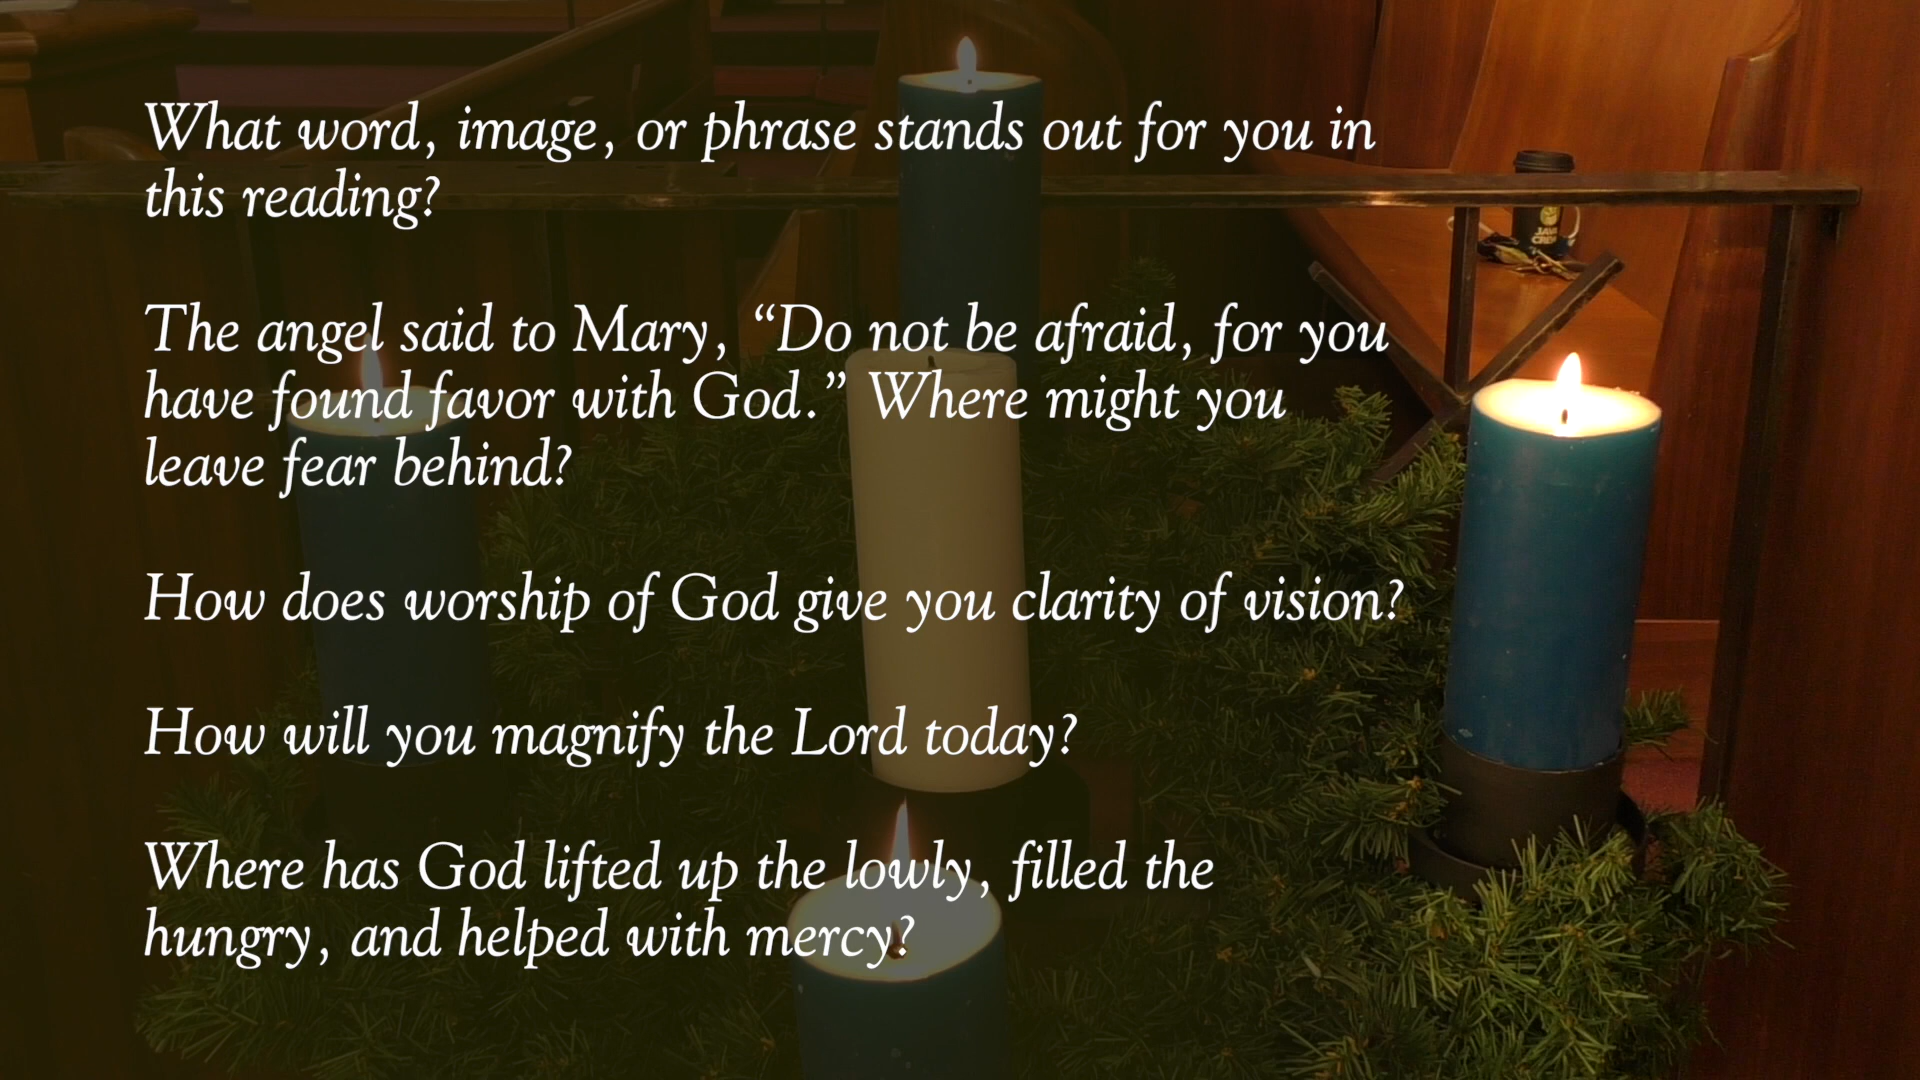 What word, image, or phrase stands out for you in
this reading?
The angel said to Mary, “Do not be afraid, for you
have found favor with God.” Where might you
leave fear behind?
How does worship of God give you clarity of vision?
How will you magnify the Lord today?
Where has God lifted up the lowly, filled the
hungry, and helped with mercy?